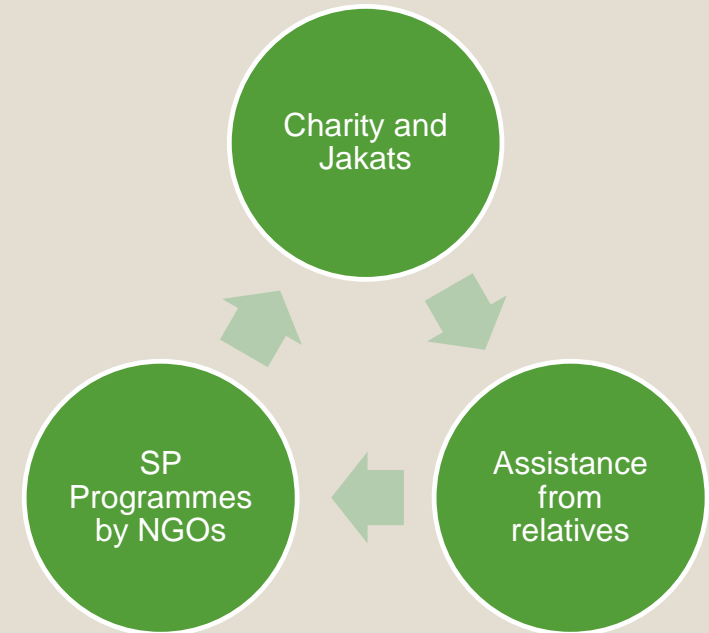 Charity and
Jakats
Assistance
from
relatives
SP
Programmes
by NGOs